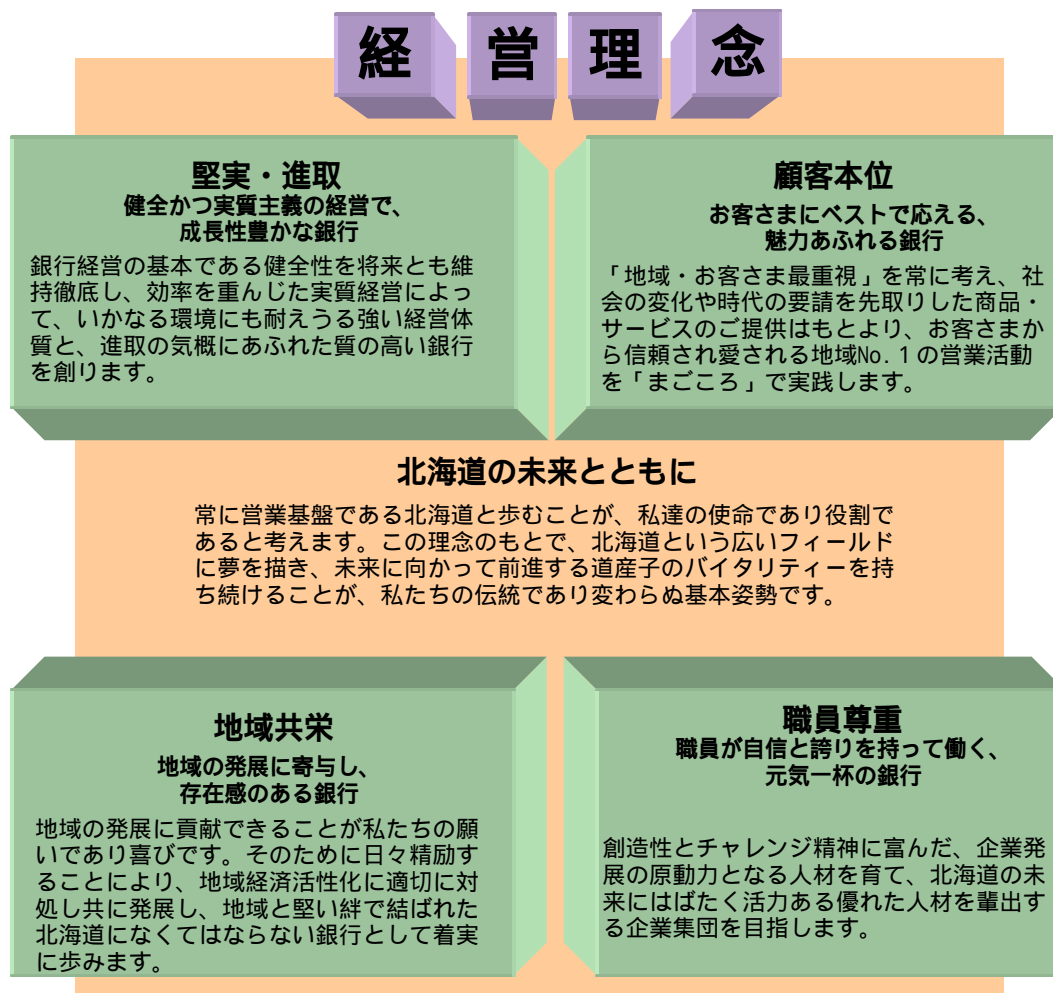 経営理念
堅実・進取
健全かつ実質主義の経営で、
成長性豊かな銀行
銀行経営の基本である健全性を将来とも維
持徹底し、効率を重んじた実質経営によっ
て、いかなる環境にも耐えうる強い経営体
質と、進取の気概にあふれた質の高い銀行
を創ります。
顧客本位
お客さまにベストで応える、
魅力あふれる銀行
「地域・お客さま最重視」を常に考え、社
会の変化や時代の要請を先取りした商品・
サービスのご提供はもとより、お客さまか
ら信頼され愛される地域No.1の営業活動
を「まごころ」で実践します。
北海道の未来とともに
常に営業基盤である北海道と歩むことが、私達の使命であり役割で
あると考えます。この理念のもとで、北海道という広いフィールド
に夢を描き、未来に向かって前進する道産子のバイタリティーを持
ち続けることが、私たちの伝統であり変わらぬ基本姿勢です。
地域共栄
地域の発展に寄与し、
存在感のある銀行
地域の発展に貢献できることが私たちの願
いであり喜びです。そのために日々精励す
ることにより、地域経済活性化に適切に対
処し共に発展し、地域と堅い絆で結ばれた
北海道になくてはならない銀行として着実
に歩みます。
職員尊重
職員が自信と誇りを持って働く、
元気一杯の銀行
創造性とチャレンジ精神に富んだ、企業発
展の原動力となる人材を育て、北海道の未
来にはばたく活力ある優れた人材を輩出す
る企業集団を目指します。